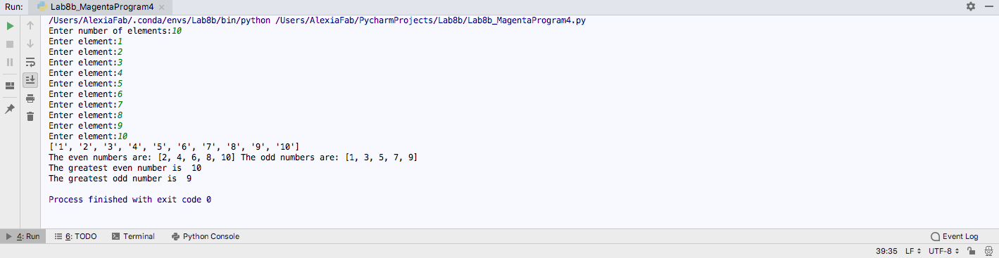 Run: Lab8b_MagentaProgram4
/Users/AlexiaFab/.conda/envs/Lab8b/bin/python /Users/AlexiaFab/PycharmProjects/Lab8b/Lab8b_MagentaProgram4.py
Enter number of elements:10
Enter element:1
Enter element:2
Enter element:3
Enter element:4
Enter element:5
Enter element:6
Enter element:7
Enter element:8
Enter element:9
Enter element:10
['1', '2', '3', '4', '5', '6', '7', '8', '9', '10']
The even numbers are: [2, 4, 6, 8, 10] The odd numbers are: [1, 3, 5, 7, 9]
The greatest even number is  10
The greatest odd number is  9
Process finished with exit code 0
4: Run 6: TODO Terminal Python Console Event Log
39:35 LF UTF-8